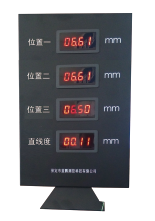 位置一 06.61 mm
位置二 06.61 mm
位置三 06.50 mm
直线度 00.11 mm